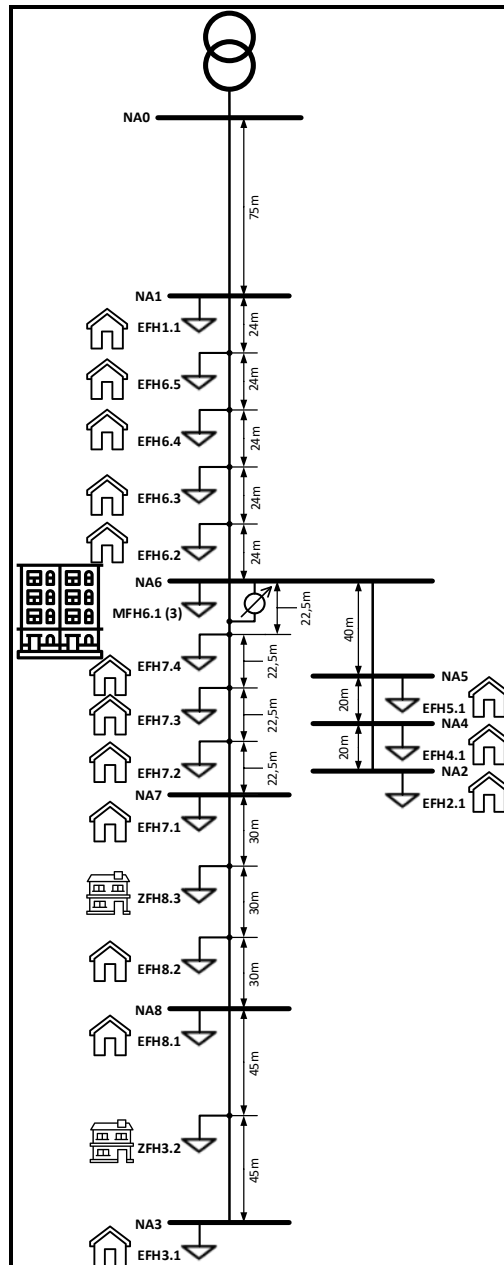 NA0
75m
NA1
EFH1.1
24m
EFH6.5
24m
EFH6.4
24m
EFH6.3
24m
EFH6.2
24m
NA6
MFH6.1 (3)
22,5m
40m
EFH7.4
NA5
22,5m
EFH5.1
20m
EFH7.3
NA4
22,5m
EFH4.1
20m
EFH7.2
NA2
22,5m
EFH2.1
NA7
EFH7.1
30m
ZFH8.3
30m
EFH8.2
30m
NA8
EFH8.1
45m
ZFH3.2
45m
NA3
EFH3.1